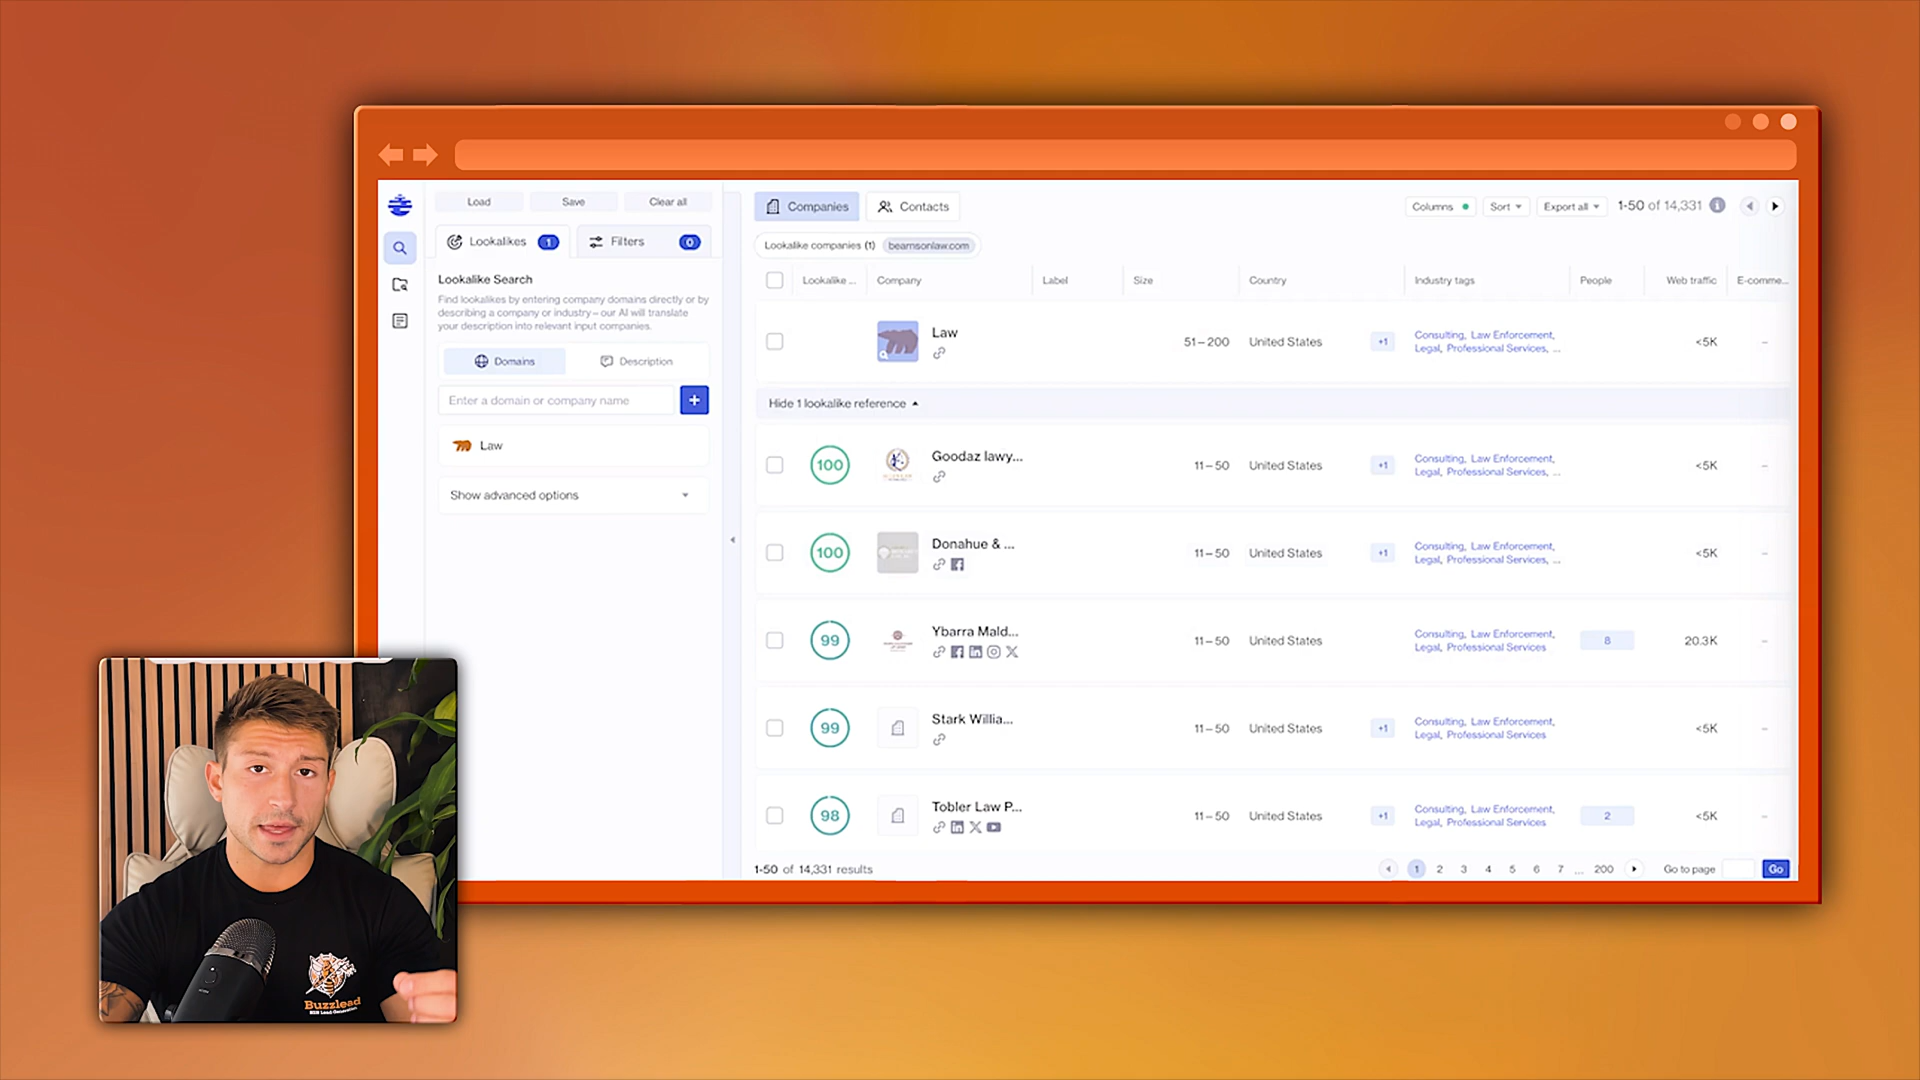 Load Save Clear all
Lookalikes 1 Filters 0
Lookalike Search
Find lookalikes by entering company domains directly or by
describing a company or industry – our AI will translate
your description into relevant input companies.
Domains Description
Enter a domain or company name +
Law
Show advanced options
Companies Contacts
Columns Sort Export all 1-50 of 14,331
Lookalike companies (1) bearnsonlaw.com
Lookalike ... Company Label Size Country Industry tags People Web traffic E-comme...
Law 51–200 United States +1 Consulting, Law Enforcement,
Legal, Professional Services, ... <5K –
Hide 1 lookalike reference
100 Goodaz lawy... 11–50 United States +1 Consulting, Law Enforcement,
Legal, Professional Services, ... <5K –
100 Donahue & ... 11–50 United States +1 Consulting, Law Enforcement,
Legal, Professional Services, ... <5K –
99 Ybarra Mald... 11–50 United States Consulting, Law Enforcement,
Legal, Professional Services 8 20.3K –
99 Stark Willia... 11–50 United States +1 Consulting, Law Enforcement,
Legal, Professional Services <5K –
98 Tobler Law P... 11–50 United States +1 Consulting, Law Enforcement,
Legal, Professional Services 2 <5K –
1-50 of 14,331 results
1 2 3 4 5 6 7 ... 200 Go to page Go
Buzzlead
B2B Lead Generation